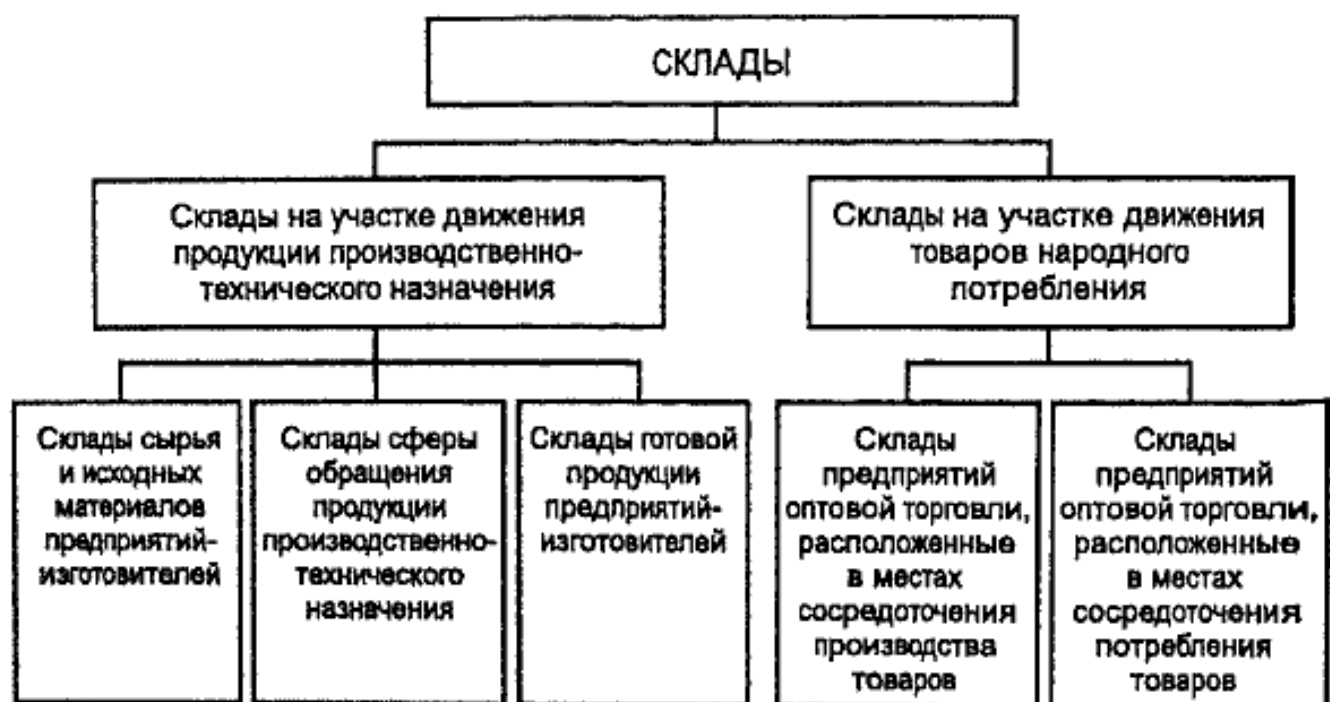 СКЛАДЫ
Склады на участке движения
продукции производственно-
технического назначения
Склады на участке движения
товаров народного
потребления
Склады сырья
и исходных
материалов
предприятий-
изготовителей
Склады сферы
обращения
продукции
производственно-
технического
назначения
Склады готовой
продукции
предприятий-
изготовителей
Склады
предприятий
оптовой торговли,
расположенные
в местах
сосредоточения
производства
товаров
Склады
предприятий
оптовой торговли,
расположенные
в местах
сосредоточения
потребления
товаров